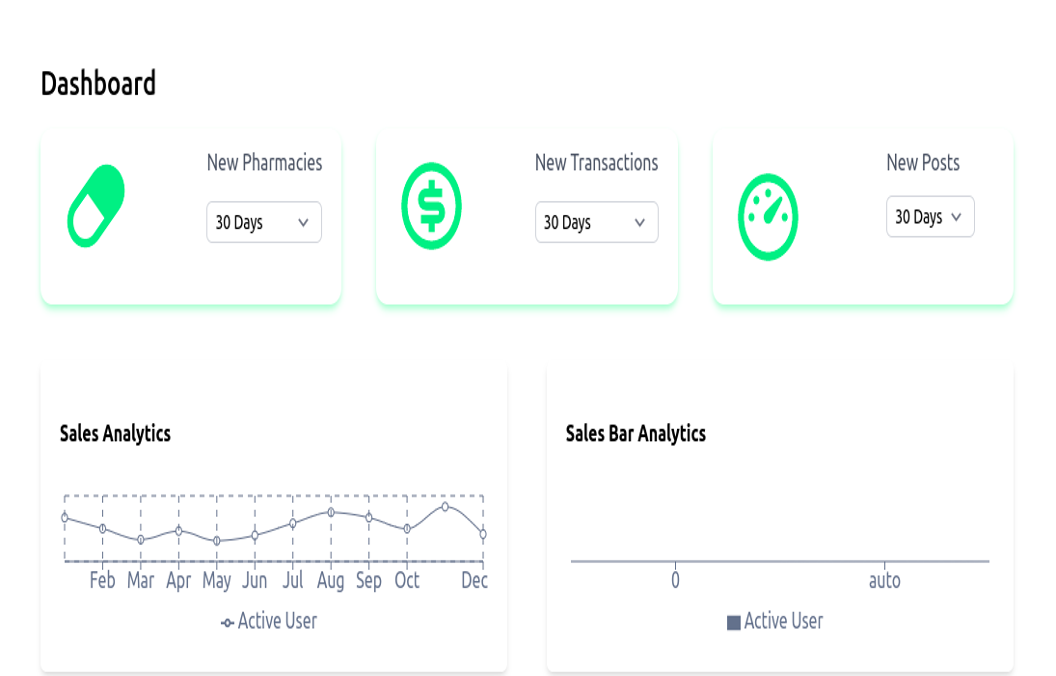 Dashboard
New Pharmacies
30 Days
New Transactions
30 Days
New Posts
30 Days
Sales Analytics
Feb Mar Apr May Jun Jul Aug Sep Oct Dec
Active User
Sales Bar Analytics
0 auto
Active User